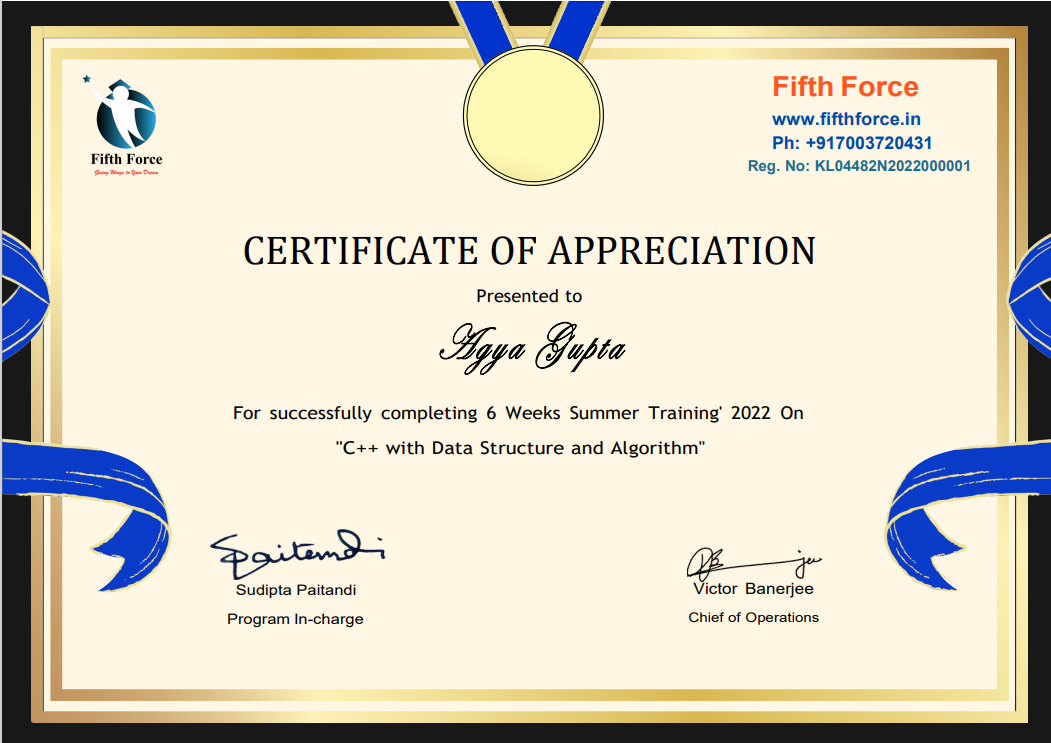 Fifth Force
Giving Wings to Your Dream
Fifth Force
www.fifthforce.in
Ph: +917003720431
Reg. No: KL04482N2022000001
CERTIFICATE OF APPRECIATION
Presented to
Agya Gupta
For successfully completing 6 Weeks Summer Training' 2022 On
"C++ with Data Structure and Algorithm"
Spaitandi
Sudipta Paitandi
Program In-charge
Victor Banerjee
Chief of Operations